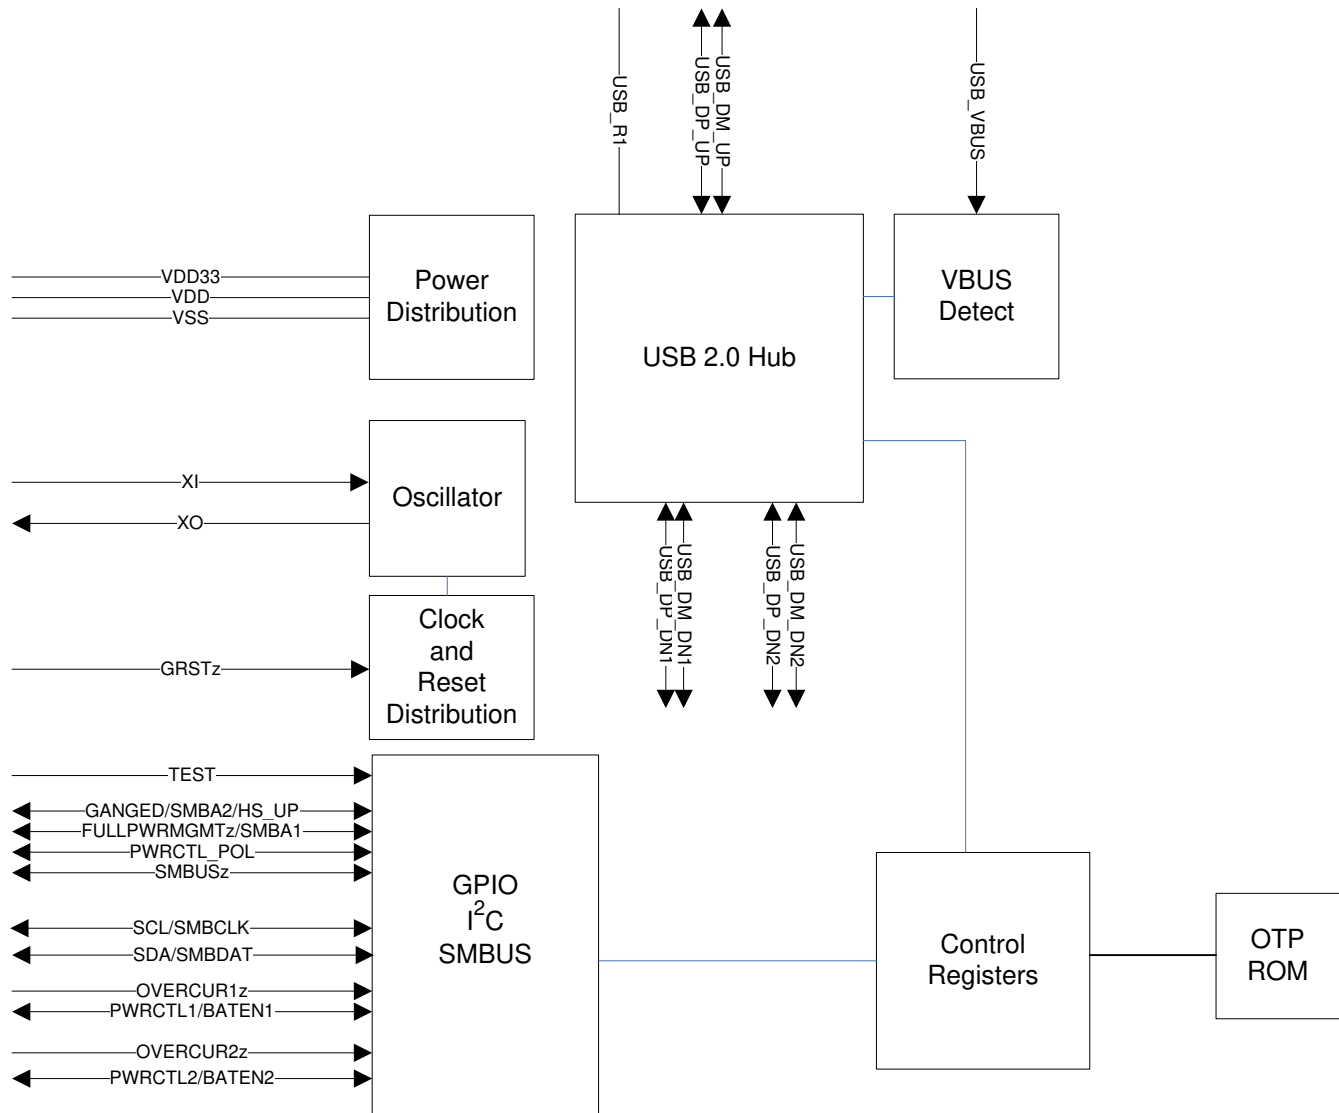 USB_R1
USB_DP_UP
USB_DM_UP
USB_VBUS
VDD33
VDD
VSS
Power
Distribution
USB 2.0 Hub
VBUS
Detect
XI
XO
Oscillator
USB_DP_DN1
USB_DM_DN1
USB_DP_DN2
USB_DM_DN2
GRSTz
Clock
and
Reset
Distribution
TEST
GANGED/SMBA2/HS_UP
FULLPWRMGMTz/SMBA1
PWRCTL_POL
SMBUSz
SCL/SMBCLK
SDA/SMBDAT
OVERCUR1z
PWRCTL1/BATEN1
OVERCUR2z
PWRCTL2/BATEN2
GPIO
I²C
SMBUS
Control
Registers
OTP
ROM